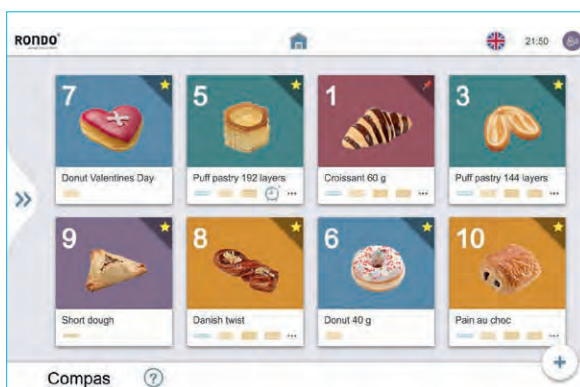 RONDO
21:50
7
5
1
3
Donut Valentines Day
Puff pastry 192 layers
Croissant 60 g
Puff pastry 144 layers
9
8
6
10
Short dough
Danish twist
Donut 40 g
Pain au choc
Compas ?